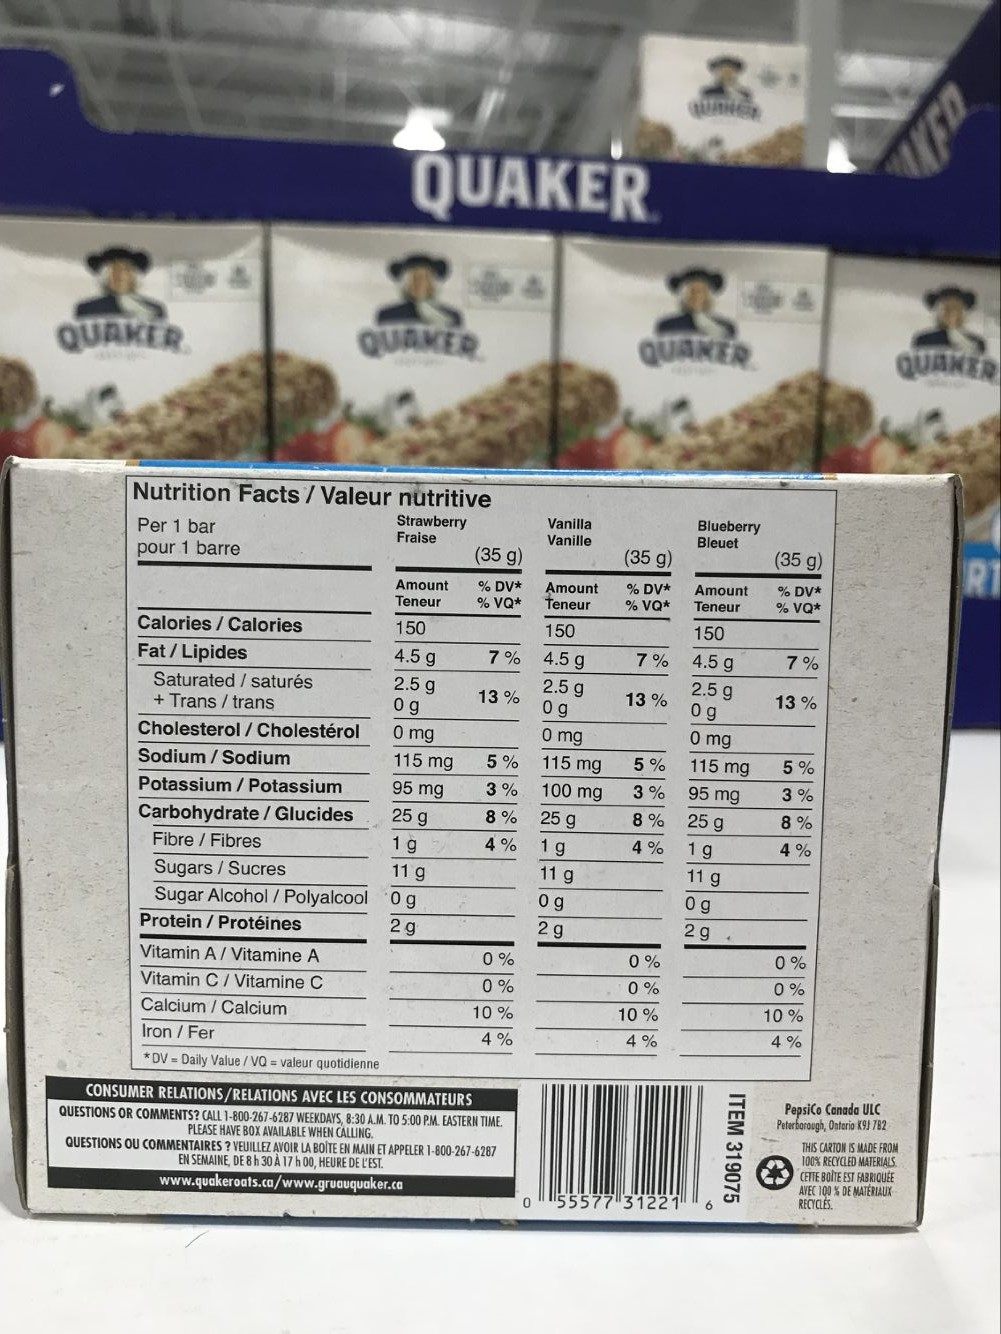 QUAKER
QUAKER
QUAKER
QUAKER
QUAKER
QUAKER
Nutrition Facts / Valeur nutritive
Per 1 bar
pour 1 barre
Strawberry
Fraise
(35 g)
Vanilla
Vanille
(35 g)
Blueberry
Bleuet
(35 g)
Amount % DV* Amount % DV* Amount % DV*
Teneur % VQ* Teneur % VQ* Teneur % VQ*
Calories / Calories 150 150 150
Fat / Lipides 4.5 g 7 % 4.5 g 7 % 4.5 g 7 %
Saturated / saturés 2.5 g 2.5 g 2.5 g
+ Trans / trans 0 g 13 % 0 g 13 % 0 g 13 %
Cholesterol / Cholestérol 0 mg 0 mg 0 mg
Sodium / Sodium 115 mg 5 % 115 mg 5 % 115 mg 5 %
Potassium / Potassium 95 mg 3 % 100 mg 3 % 95 mg 3 %
Carbohydrate / Glucides 25 g 8 % 25 g 8 % 25 g 8 %
Fibre / Fibres 1 g 4 % 1 g 4 % 1 g 4 %
Sugars / Sucres 11 g 11 g 11 g
Sugar Alcohol / Polyalcool 0 g 0 g 0 g
Protein / Protéines 2 g 2 g 2 g
Vitamin A / Vitamine A 0 % 0 % 0 %
Vitamin C / Vitamine C 0 % 0 % 0 %
Calcium / Calcium 10 % 10 % 10 %
Iron / Fer 4 % 4 % 4 %
* DV = Daily Value / VQ = valeur quotidienne
CONSUMER RELATIONS/RELATIONS AVEC LES CONSOMMATEURS
QUESTIONS OR COMMENTS? CALL 1-800-267-6287 WEEKDAYS, 8:30 A.M. TO 5:00 P.M. EASTERN TIME.
PLEASE HAVE BOX AVAILABLE WHEN CALLING.
QUESTIONS OU COMMENTAIRES ? VEUILLEZ AVOIR LA BOÎTE EN MAIN ET APPELER 1-800-267-6287
EN SEMAINE, DE 8 h 30 À 17 h 00, HEURE DE L'EST.
www.quakeroats.ca/www.gruauquaker.ca
0 55577 31221 6
ITEM 319075
PepsiCo Canada ULC
Peterborough, Ontario K9J 7B2
THIS CARTON IS MADE FROM
100% RECYCLED MATERIALS.
CETTE BOÎTE EST FABRIQUÉE
AVEC 100 % DE MATÉRIAUX
RECYCLÉS.